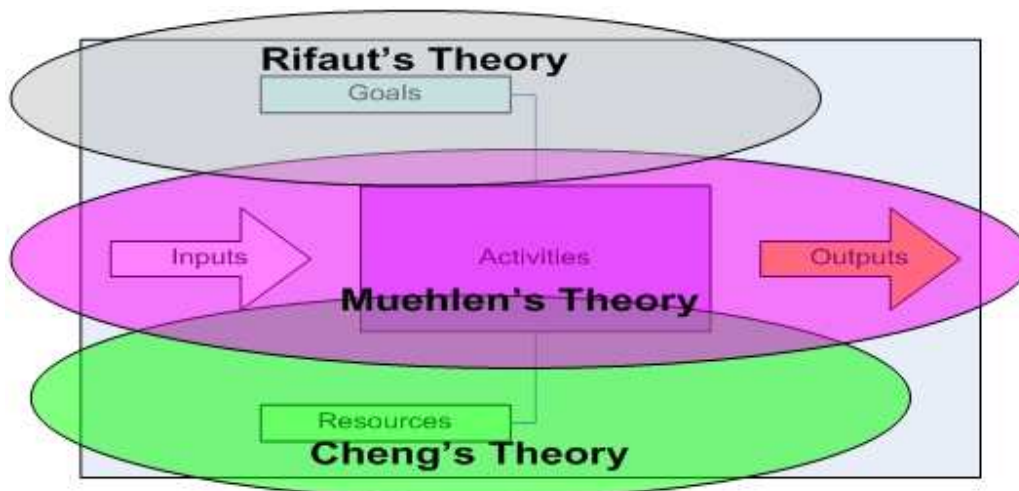 Rifaut's Theory
Goals
Inputs
Activities
Outputs
Muehlen's Theory
Resources
Cheng's Theory